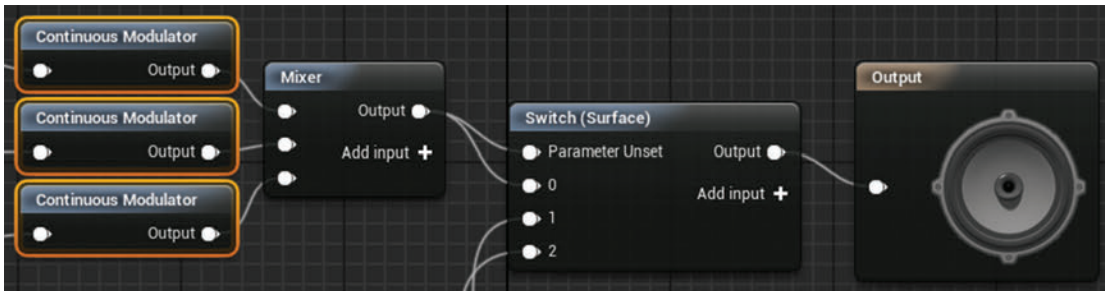 Continuous Modulator
Output
Continuous Modulator
Output
Continuous Modulator
Output
Mixer
Output
Add input
Switch (Surface)
Parameter Unset Output
0
Add input
1
2
Output